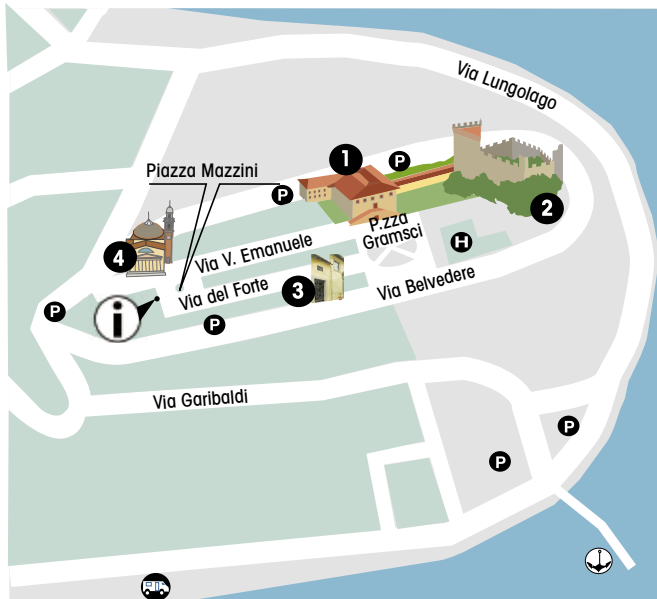 Via Lungolago
1
P
Piazza Mazzini
P
2
P.zza
Gramsci
4
Via V. Emanuele
H
Via del Forte
3
Via Belvedere
i
P
P
Via Garibaldi
P
P